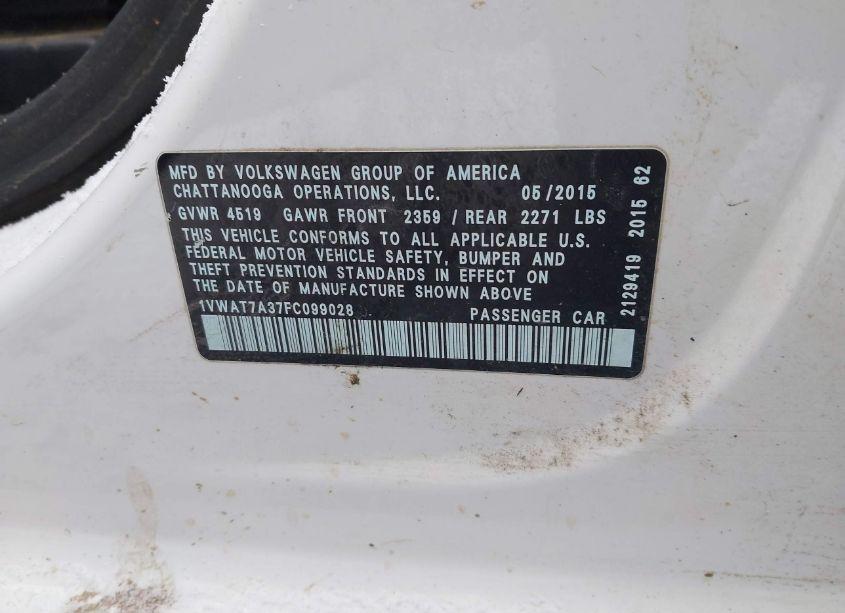 MFD BY VOLKSWAGEN GROUP OF AMERICA
CHATTANOOGA OPERATIONS, LLC. 05/2015
GVWR 4519 GAWR FRONT 2359 / REAR 2271 LBS
THIS VEHICLE CONFORMS TO ALL APPLICABLE U.S.
FEDERAL MOTOR VEHICLE SAFETY, BUMPER AND
THEFT PREVENTION STANDARDS IN EFFECT ON
THE DATE OF MANUFACTURE SHOWN ABOVE
1VWAT7A37FC099028 PASSENGER CAR
2129419 2015 62